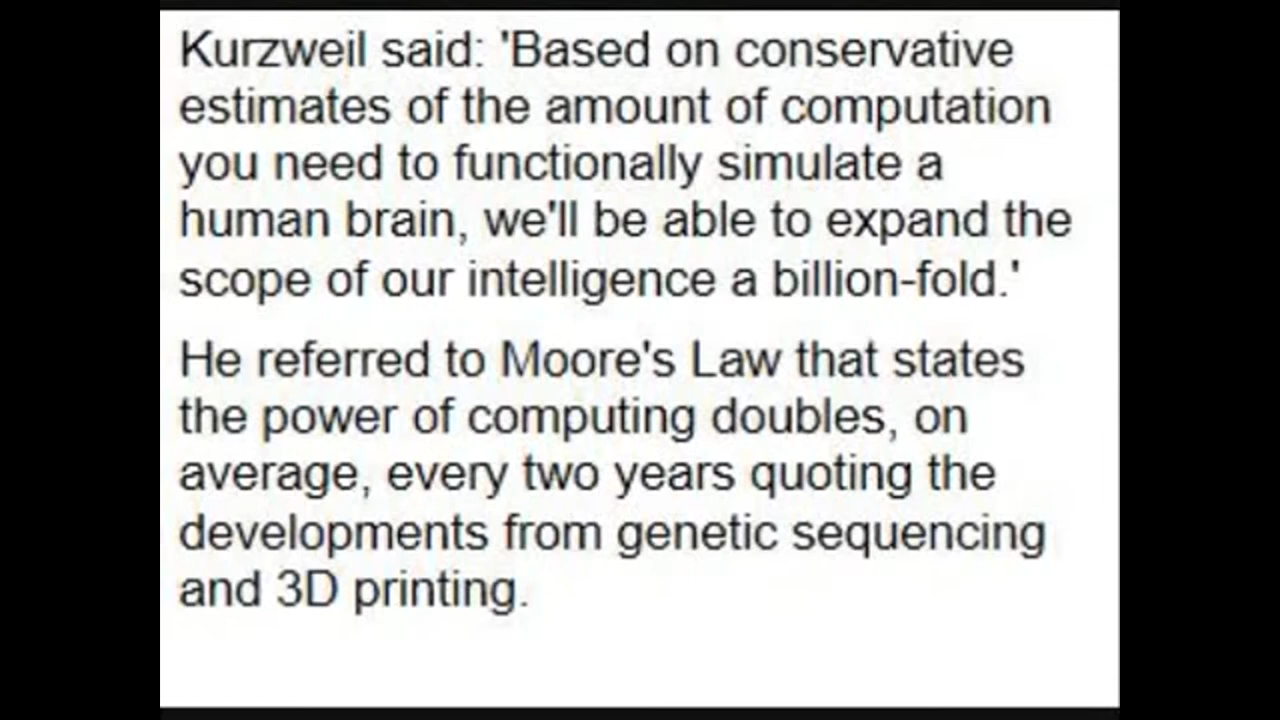 Kurzweil said: 'Based on conservative
estimates of the amount of computation
you need to functionally simulate a
human brain, we'll be able to expand the
scope of our intelligence a billion-fold.'
He referred to Moore's Law that states
the power of computing doubles, on
average, every two years quoting the
developments from genetic sequencing
and 3D printing.